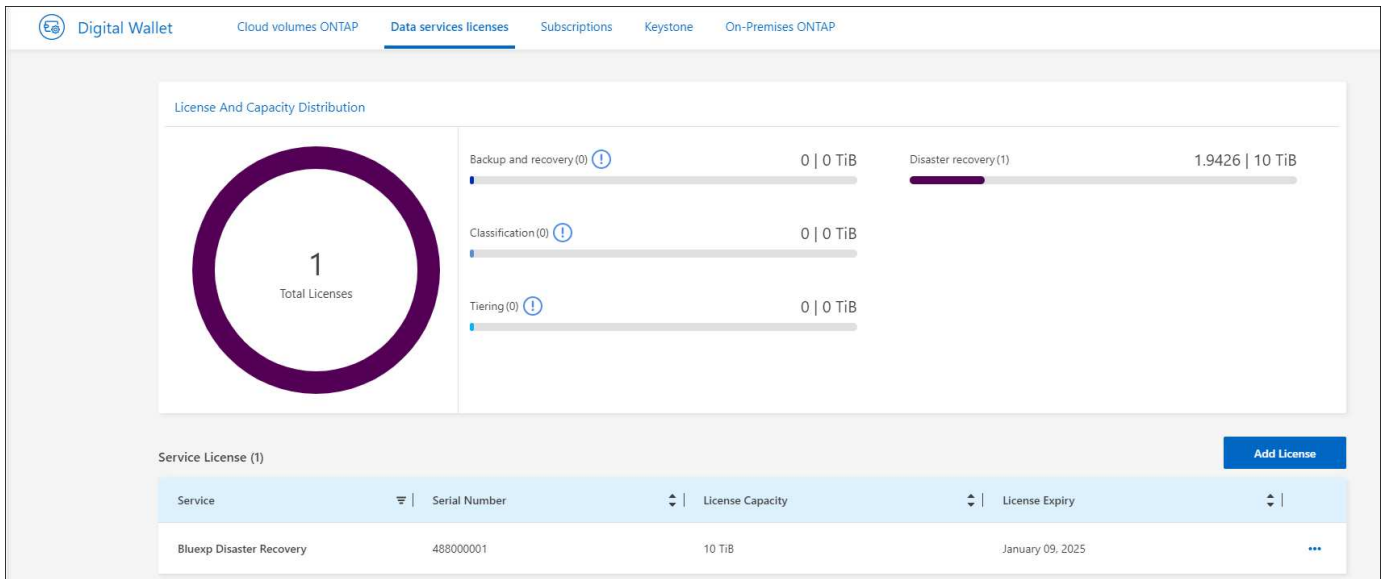 Digital Wallet Cloud volumes ONTAP Data services licenses Subscriptions Keystone On-Premises ONTAP
License And Capacity Distribution
1
Total Licenses
Backup and recovery (0) 0 | 0 TiB
Disaster recovery (1) 1.9426 | 10 TiB
Classification (0) 0 | 0 TiB
Tiering (0) 0 | 0 TiB
Service License (1) Add License
Service Serial Number License Capacity License Expiry
Bluexp Disaster Recovery 488000001 10 TiB January 09, 2025